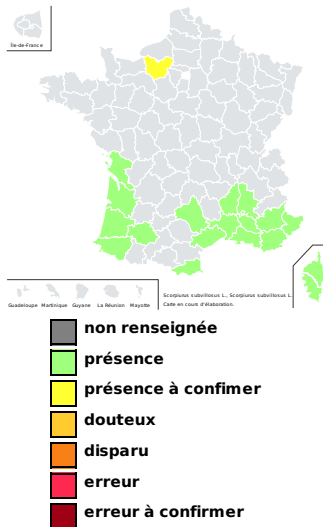 Île-de-France
Guadeloupe Martinique Guyane La Réunion Mayotte
Scorpiurus subvillosus L., Scorpiurus subvillosus L.
Carte en cours d'élaboration.
non renseignée
présence
présence à confimer
douteux
disparu
erreur
erreur à confirmer